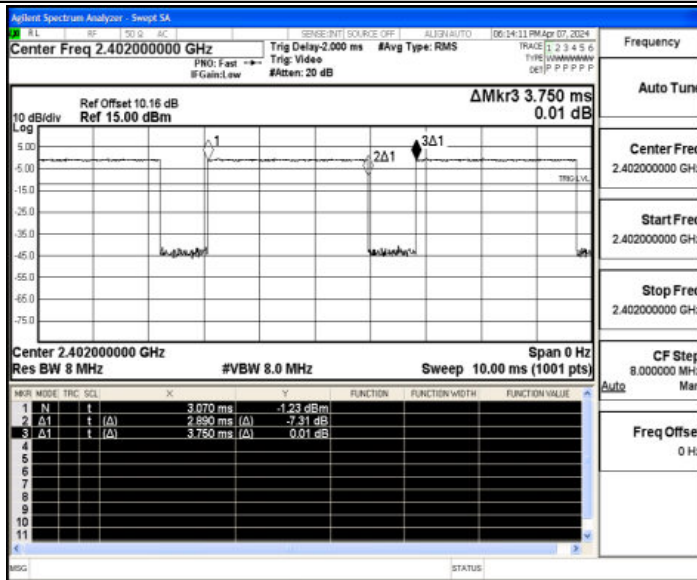 Agilent Spectrum Analyzer - Swept SA
RL RF 50 Ω AC SENSE:INT SOURCE OFF ALIGNAUTO 06:14:11 PM Apr 07, 2024
Center Freq 2.402000000 GHz
PNO: Fast
IFGain:Low
Trig Delay-2.000 ms
Trig: Video
#Atten: 20 dB
#Avg Type: RMS
TRACE 1 2 3 4 5 6
TYPE WWWWWW
DET P P P P P P
ΔMkr3 3.750 ms
0.01 dB
Ref Offset 10.16 dB
10 dB/div Ref 15.00 dBm
Log
1
2Δ1
3Δ1
5.00
-5.00
TRIG LVL
-15.0
-25.0
-35.0
-45.0
-55.0
-65.0
-75.0
Center 2.402000000 GHz Span 0 Hz
Res BW 8 MHz #VBW 8.0 MHz Sweep 10.00 ms (1001 pts)
MKR MODE TRC SCL X Y FUNCTION FUNCTION WIDTH FUNCTION VALUE
1 N t 3.070 ms -1.23 dBm
2 Δ1 t (Δ) 2.890 ms (Δ) -7.31 dB
3 Δ1 t (Δ) 3.750 ms (Δ) 0.01 dB
4
5
6
7
8
9
10
11
MSG STATUS
Frequency
Auto Tune
Center Freq
2.402000000 GHz
Start Freq
2.402000000 GHz
Stop Freq
2.402000000 GHz
CF Step
8.000000 MHz
Auto Man
Freq Offset
0 Hz